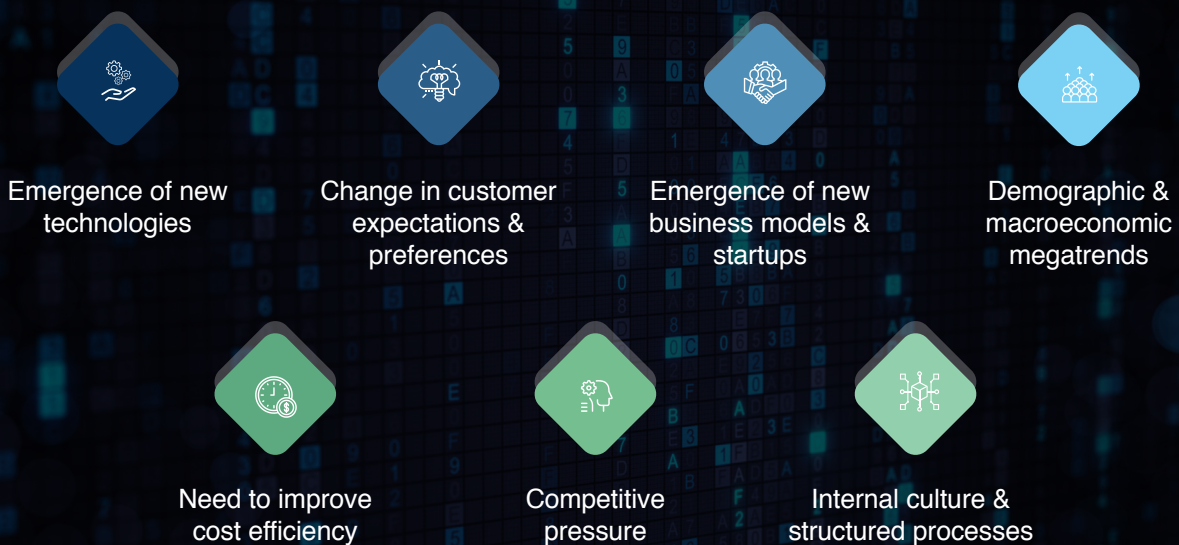 Emergence of new
technologies
Change in customer
expectations &
preferences
Emergence of new
business models &
startups
Demographic &
macroeconomic
megatrends
Need to improve
cost efficiency
Competitive
pressure
Internal culture &
structured processes